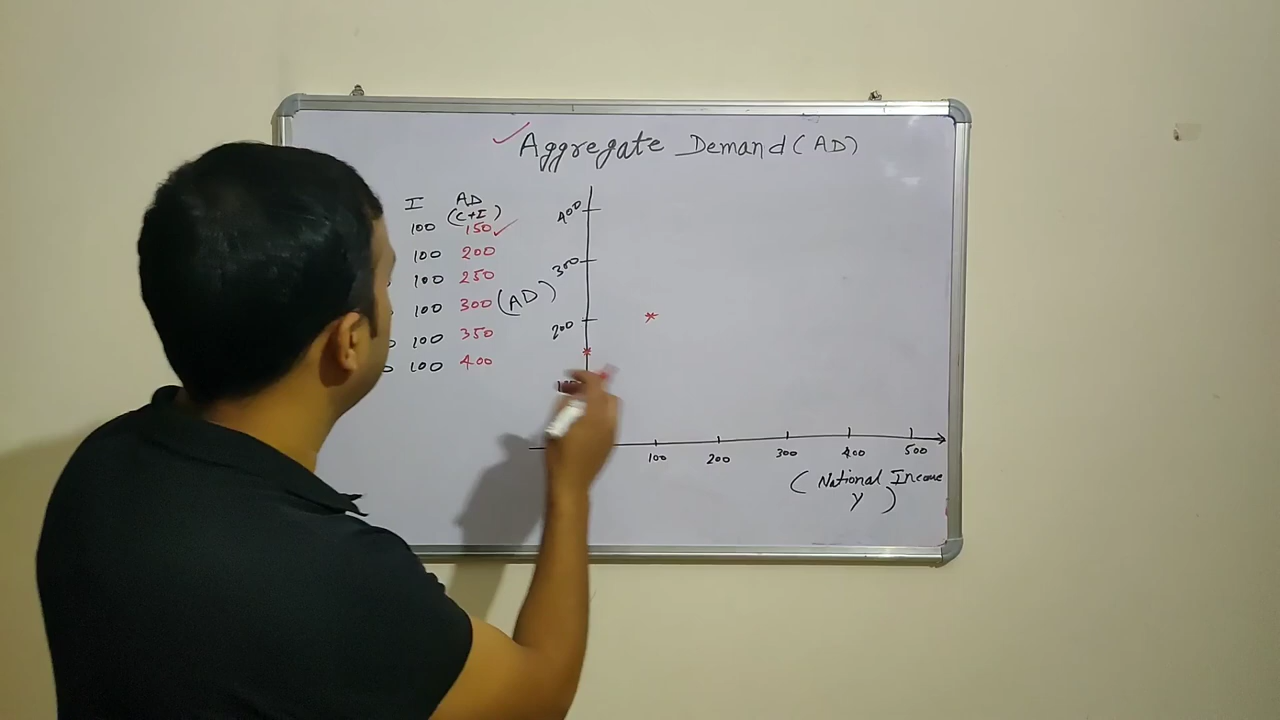 ✓ Aggregate Demand (AD)
I AD
(C+I)
100 150 ✓
100 200
100 250
100 300
100 350
100 400
(AD)
400
300
200
100 200 300 400 500
( National Income
Y )